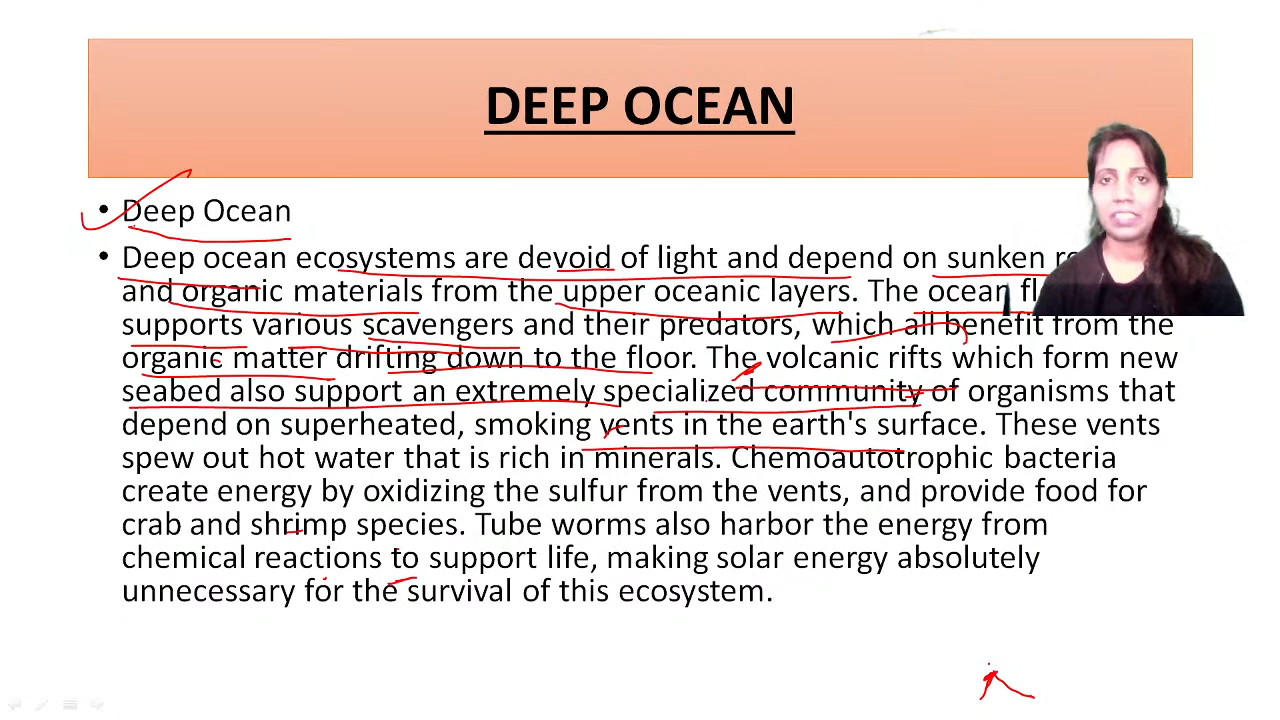 DEEP OCEAN
• Deep Ocean
• Deep ocean ecosystems are devoid of light and depend on sunken
and organic materials from the upper oceanic layers. The ocean
supports various scavengers and their predators, which all benefit from the
organic matter drifting down to the floor. The volcanic rifts which form new
seabed also support an extremely specialized community of organisms that
depend on superheated, smoking vents in the earth's surface. These vents
spew out hot water that is rich in minerals. Chemoautotrophic bacteria
create energy by oxidizing the sulfur from the vents, and provide food for
crab and shrimp species. Tube worms also harbor the energy from
chemical reactions to support life, making solar energy absolutely
unnecessary for the survival of this ecosystem.